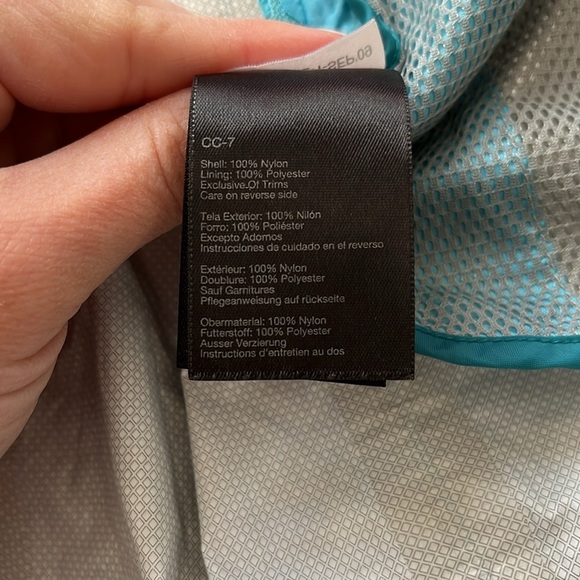 CC-7
Shell: 100% Nylon
Lining: 100% Polyester
Exclusive.Of Trims
Care on reverse side
Tela Exterior: 100% Nilón
Forro: 100% Poliéster
Excepto Adornos
Instrucciones de cuidado en el reverso
Extérieur: 100% Nylon
Doublure: 100% Polyester
Sauf Garnitures
Pflegeanweisung auf rückseite
Obermaterial: 100% Nylon
Futterstoff: 100% Polyester
Ausser Verzierung
Instructions d'entretien au dos